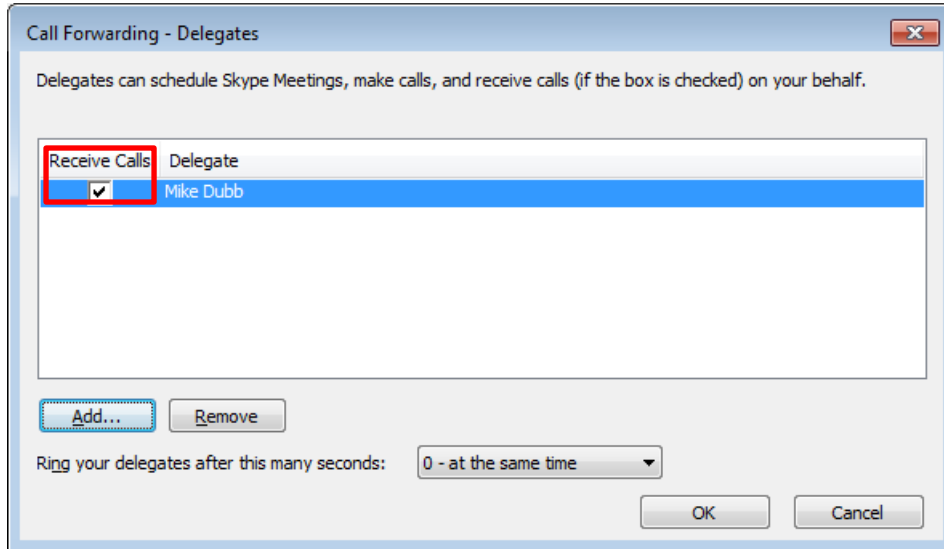 Call Forwarding - Delegates
Delegates can schedule Skype Meetings, make calls, and receive calls (if the box is checked) on your behalf.
Receive Calls Delegate
Mike Dubb
Add... Remove
Ring your delegates after this many seconds: 0 - at the same time
OK Cancel